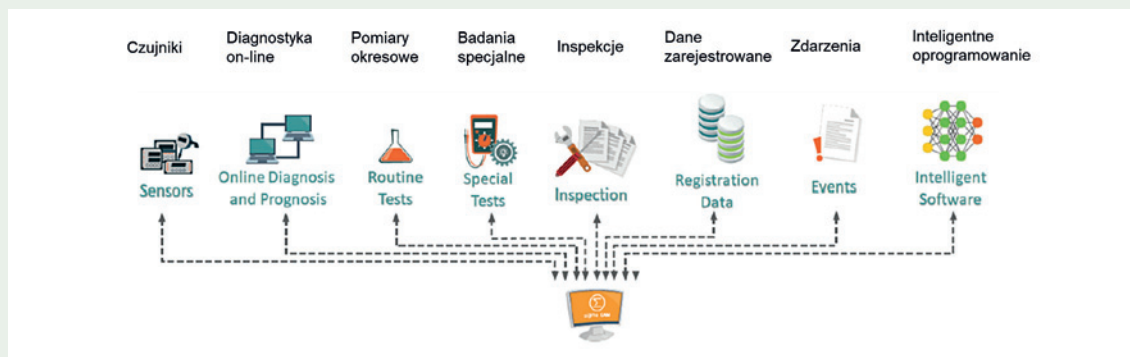 Czujniki
Diagnostyka
on-line
Pomiary
okresowe
Badania
specjalne
Inspekcje
Dane
zarejestrowane
Zdarzenia
Inteligentne
oprogramowanie
Sensors
Online Diagnosis
and Prognosis
Routine
Tests
Special
Tests
Inspection
Registration
Data
Events
Intelligent
Software